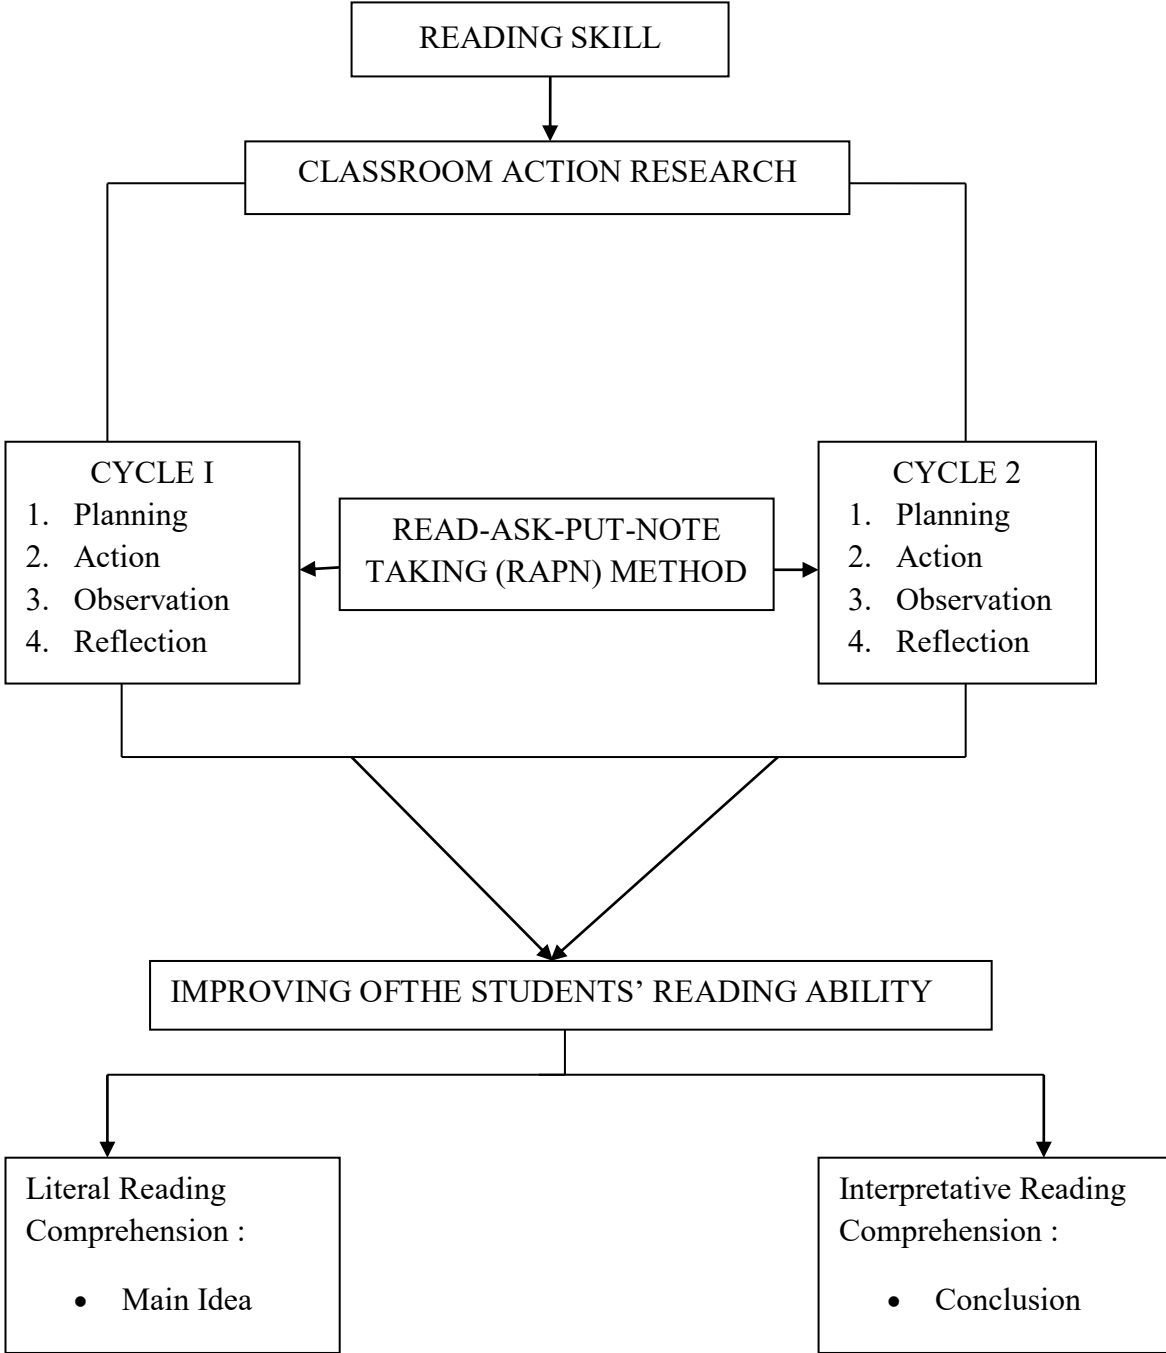 READING SKILL
CLASSROOM ACTION RESEARCH
CYCLE I
1. Planning
2. Action
3. Observation
4. Reflection
READ-ASK-PUT-NOTE
TAKING (RAPN) METHOD
CYCLE 2
1. Planning
2. Action
3. Observation
4. Reflection
IMPROVING OFTHE STUDENTS’ READING ABILITY
Literal Reading
Comprehension :
• Main Idea
Interpretative Reading
Comprehension :
• Conclusion